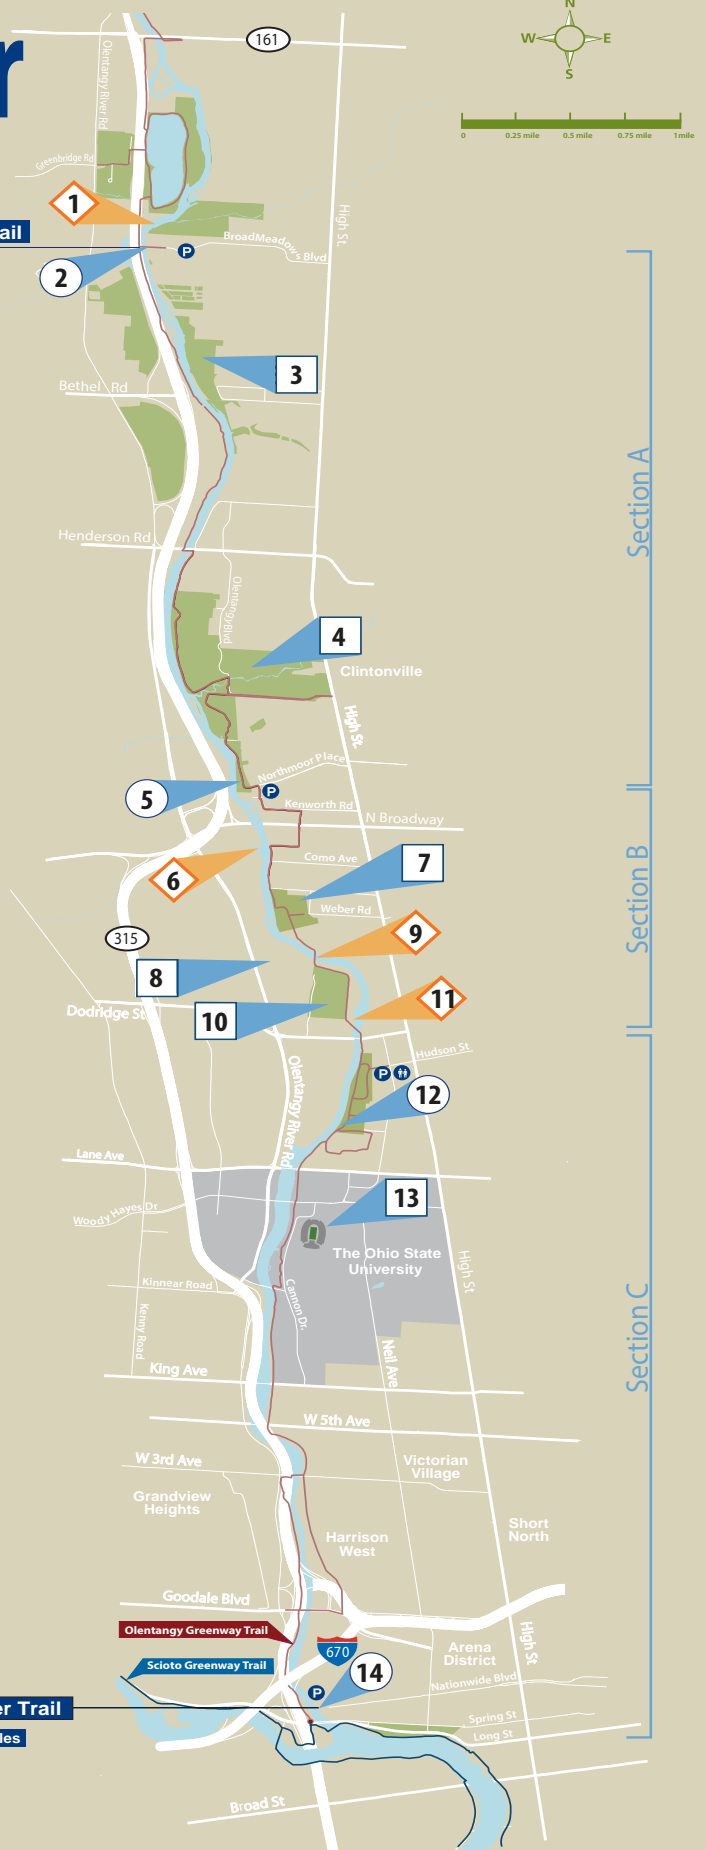 N
W E
S
0 0.25 mile 0.5 mile 0.75 mile 1mile
r
161
Olentangy River Rd
Greenbridge Rd
1
High St.
ail
BroadMeadows Blvd
P
2
3
Bethel Rd
Section A
Henderson Rd
OlentangyBlvd
4
Clintonville
High St.
Northmoor Place
5
P
Kenworth Rd
N Broadway
Como Ave
6
7
Weber Rd
Section B
315
9
8
11
Dodridge St
10
Hudson St
P
Olentangy River Rd
12
Lane Ave
13
Woody Hayes Dr
The Ohio State
University
High St
Kinnear Road
Cannon Dr.
Kenny Road
Neil Ave
Section C
King Ave
W 5th Ave
W 3rd Ave
Victorian
Village
Grandview
Heights
Short
North
Harrison
West
Goodale Blvd
Olentangy Greenway Trail
High St
670
Arena
District
Scioto Greenway Trail
14
Nationwide Blvd
P
er Trail
Spring St
les
Long St
Broad St